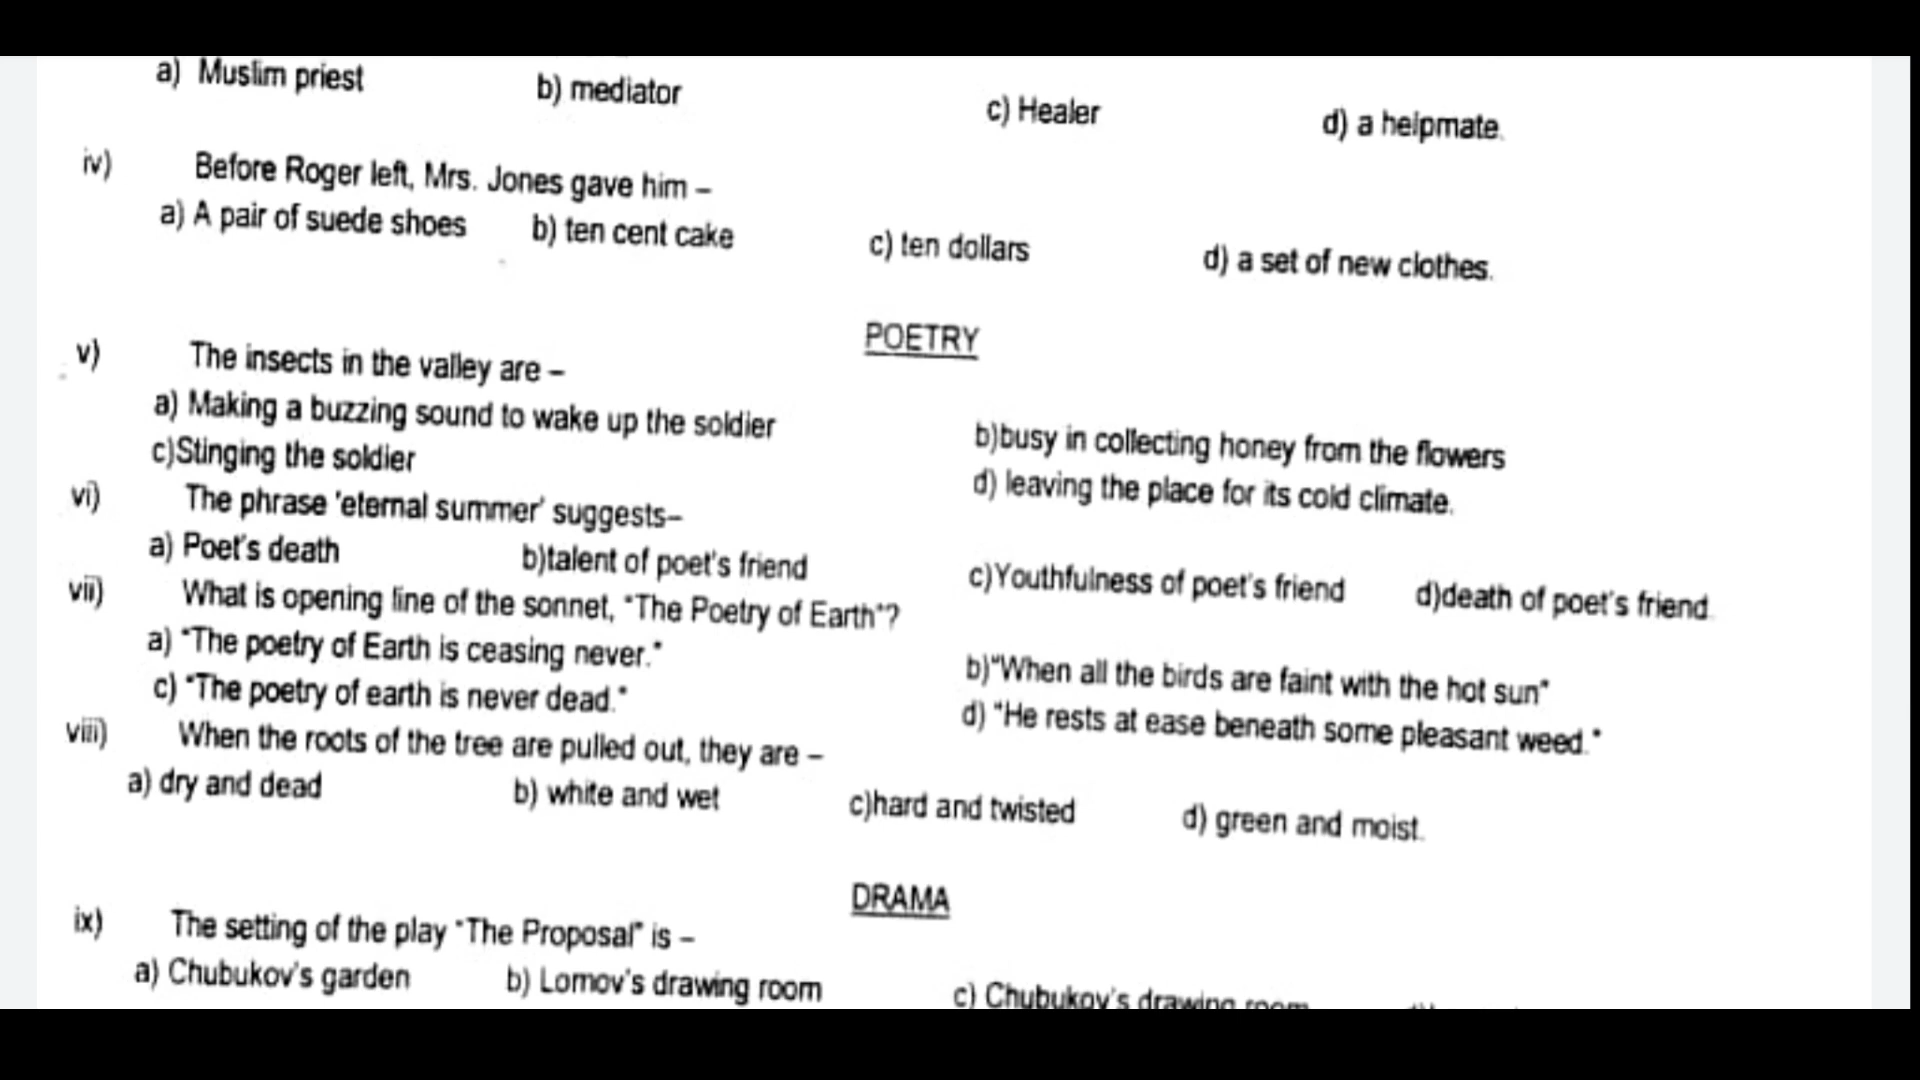 a) Muslim priest b) mediator c) Healer d) a helpmate.
iv) Before Roger left, Mrs. Jones gave him –
a) A pair of suede shoes b) ten cent cake c) ten dollars d) a set of new clothes.
POETRY
v) The insects in the valley are –
a) Making a buzzing sound to wake up the soldier b)busy in collecting honey from the flowers
c)Stinging the soldier d) leaving the place for its cold climate.
vi) The phrase 'eternal summer' suggests–
a) Poet's death b)talent of poet's friend c)Youthfulness of poet's friend d)death of poet's friend.
vii) What is opening line of the sonnet, "The Poetry of Earth"?
a) "The poetry of Earth is ceasing never." b)"When all the birds are faint with the hot sun"
c) "The poetry of earth is never dead." d) "He rests at ease beneath some pleasant weed."
viii) When the roots of the tree are pulled out, they are –
a) dry and dead b) white and wet c)hard and twisted d) green and moist.
DRAMA
ix) The setting of the play "The Proposal" is –
a) Chubukov's garden b) Lomov's drawing room c) Chubukov's drawing room